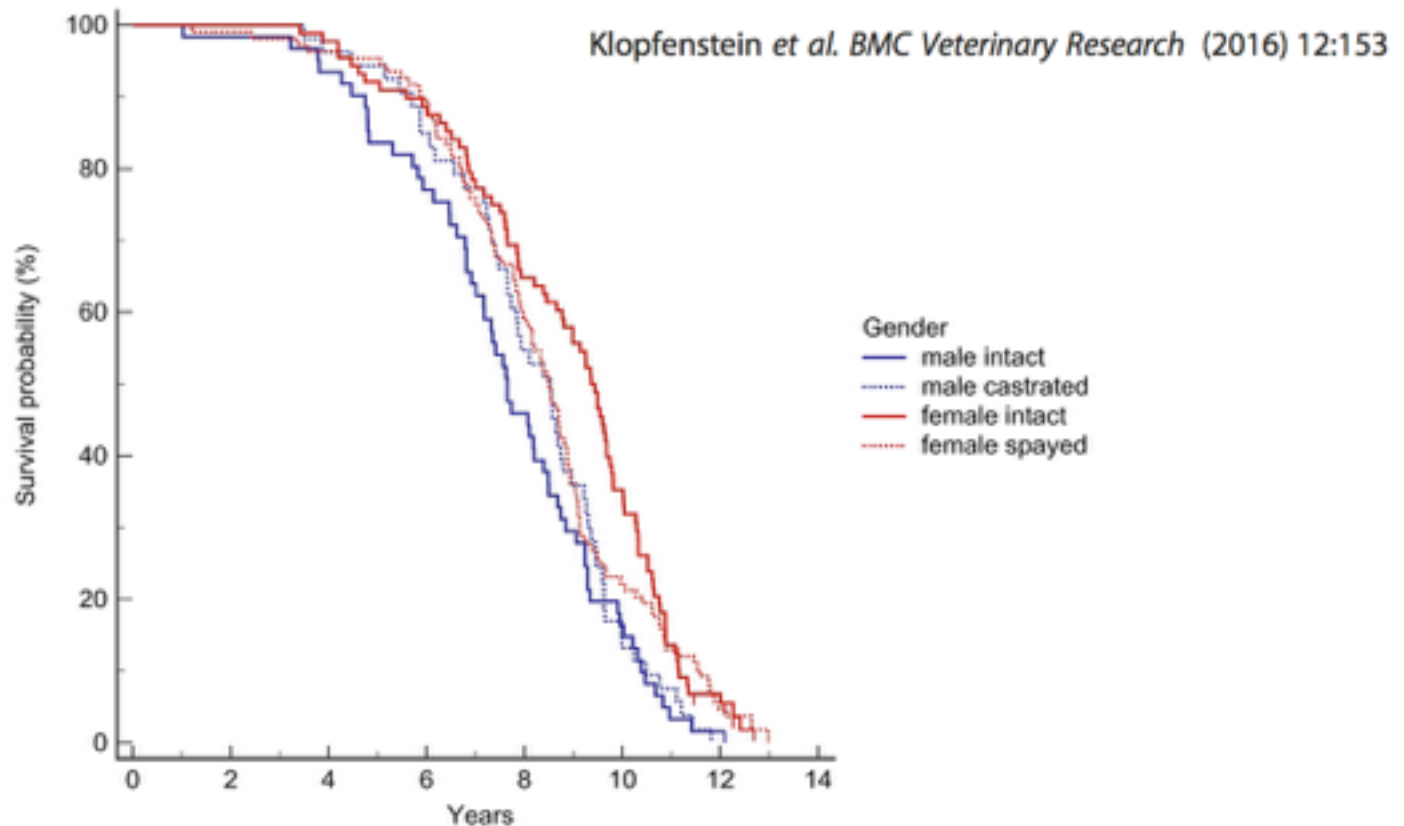 Klopfenstein et al. BMC Veterinary Research (2016) 12:153
100
80
60
40
20
0
Survival probability (%)
0 2 4 6 8 10 12 14
Years
Gender
male intact
male castrated
female intact
female spayed